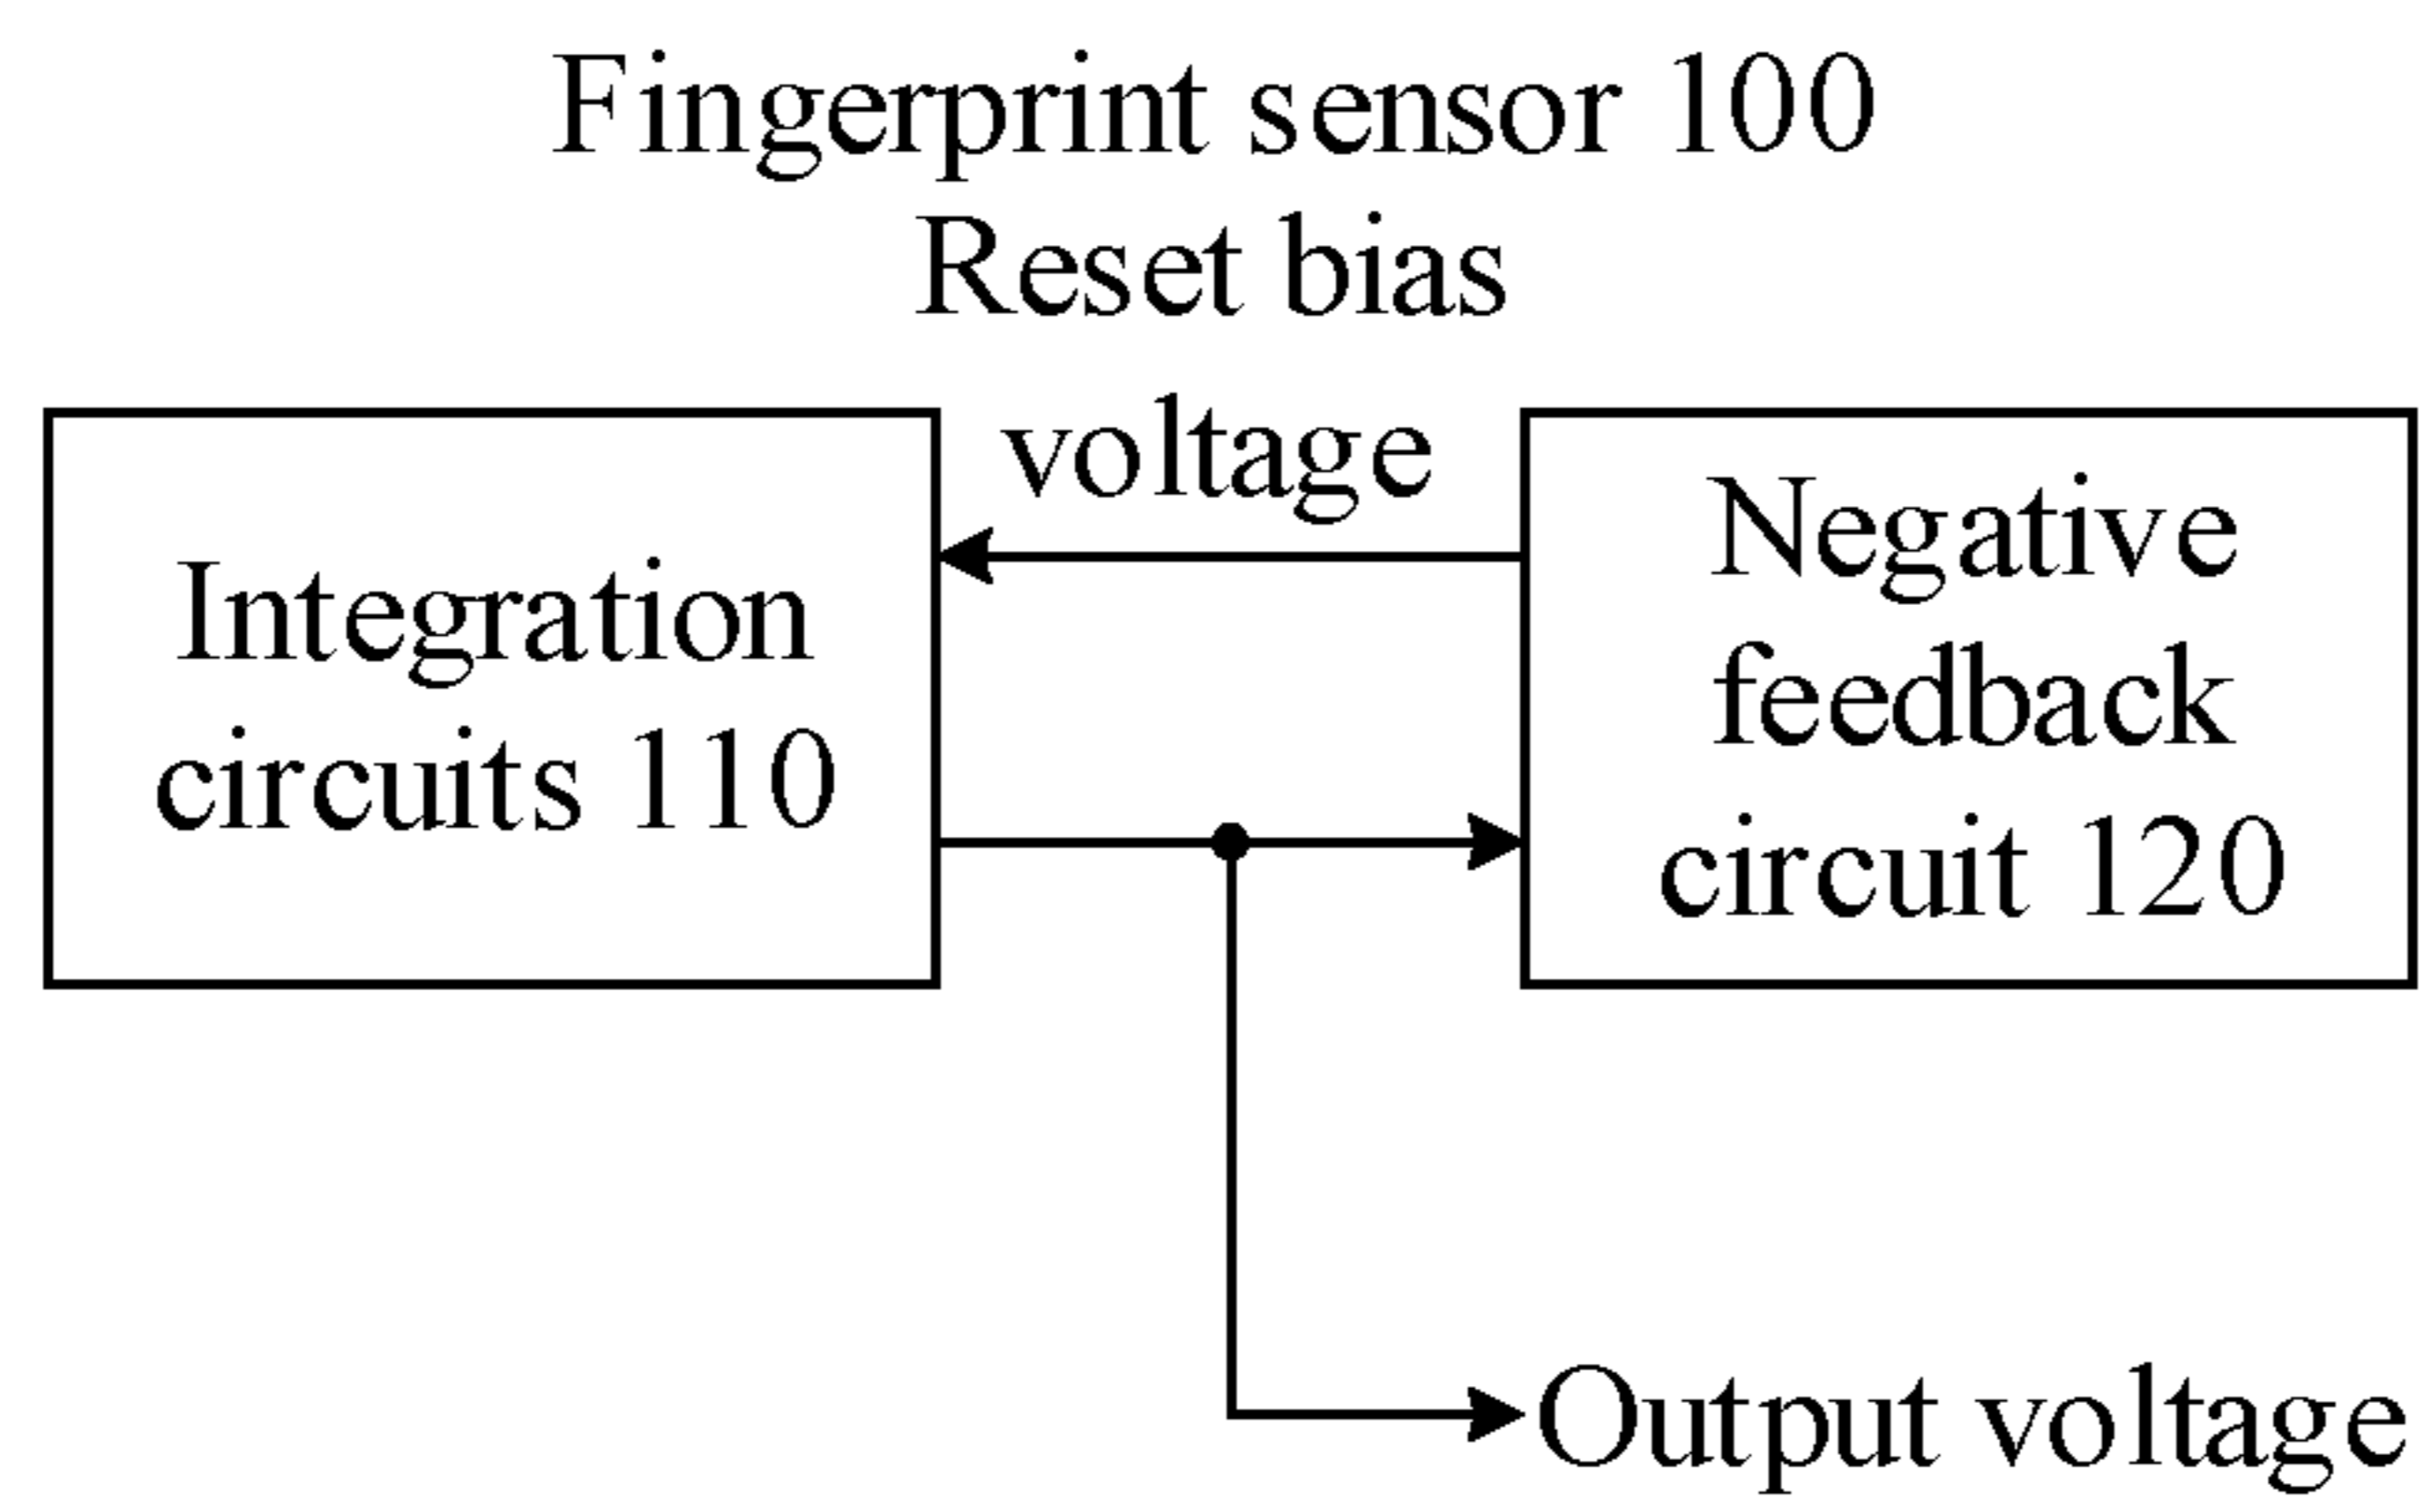 Fingerprint sensor 100
Reset bias
voltage
Integration
circuits 110
Negative
feedback
circuit 120
Output voltage